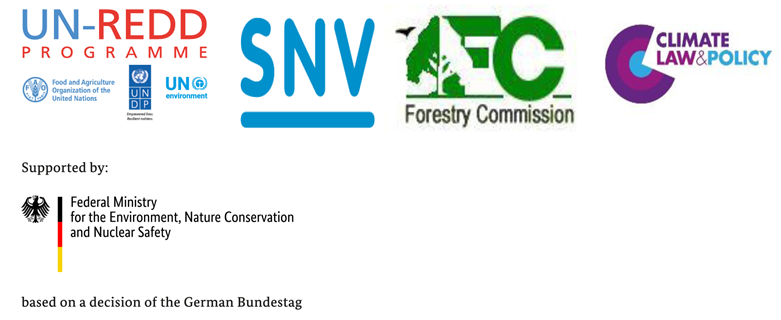 UN-REDD
PROGRAMME
Food and Agriculture
Organization of the
United Nations
FAO
U N
D P
Empowered lives.
Resilient nations.
UN
environment
SNV
FC
Forestry Commission
CLIMATE
LAW&POLICY
Supported by:
Federal Ministry
for the Environment, Nature Conservation
and Nuclear Safety
based on a decision of the German Bundestag